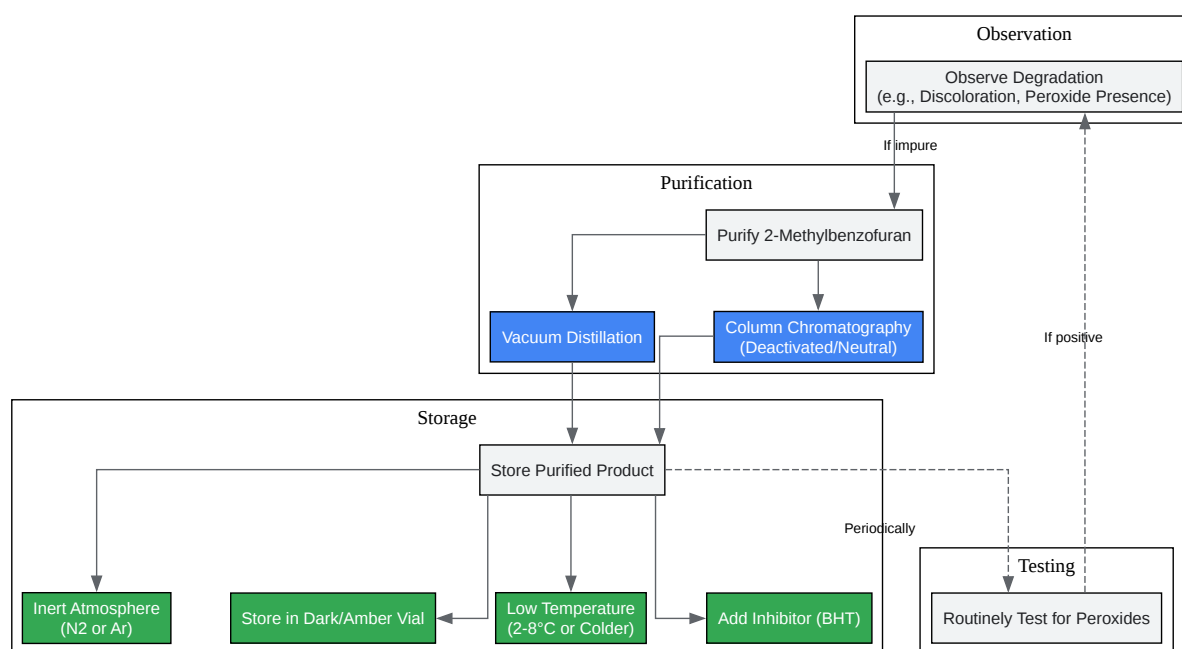 Observation
Observe Degradation
(e.g., Discoloration, Peroxide Presence)
If impure
Purification
Purify 2-Methylbenzofuran
Vacuum Distillation
Column Chromatography
(Deactivated/Neutral)
If positive
Storage
Store Purified Product
Periodically
Testing
Inert Atmosphere
(N2 or Ar)
Store in Dark/Amber Vial
Low Temperature
(2-8°C or Colder)
Add Inhibitor (BHT)
Routinely Test for Peroxides